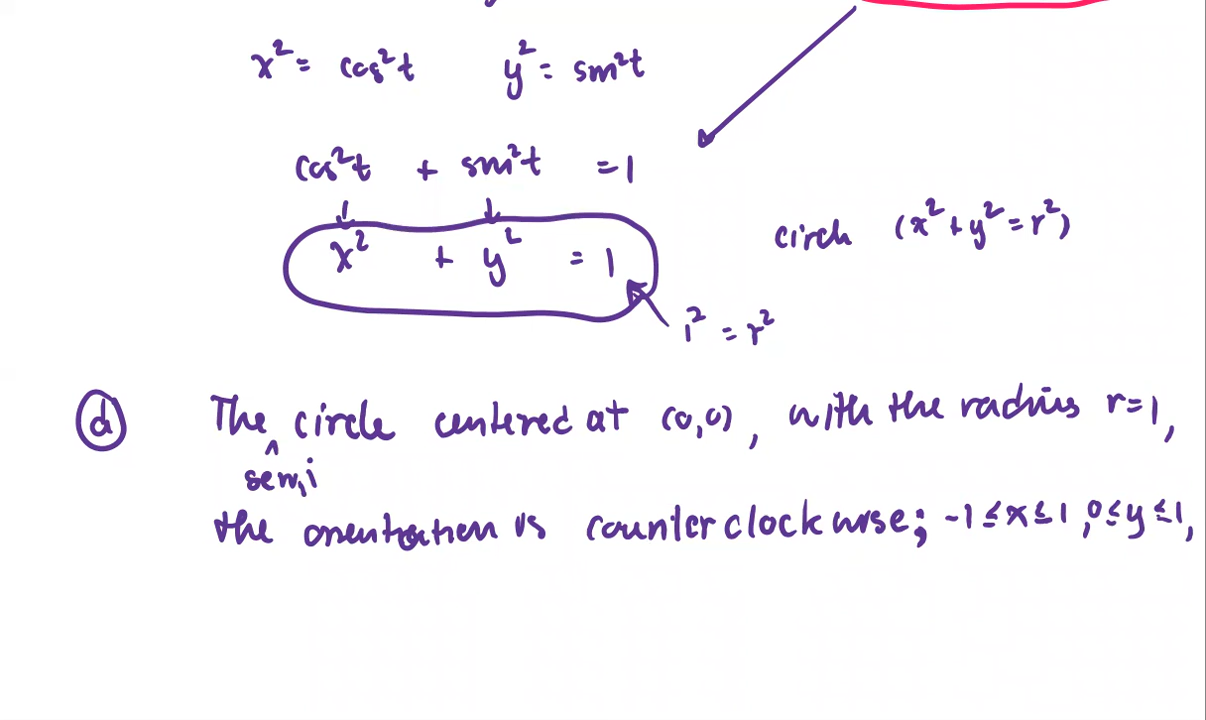 x² = cos²t y² = sin²t
cos²t + sin²t = 1
x² + y² = 1 circle (x² + y² = r²)
1² = r²
(d) The circle centered at (0,0), with the radius r=1,
semi
the orientation is counterclockwise; -1 ≤ x ≤ 1, 0 ≤ y ≤ 1,